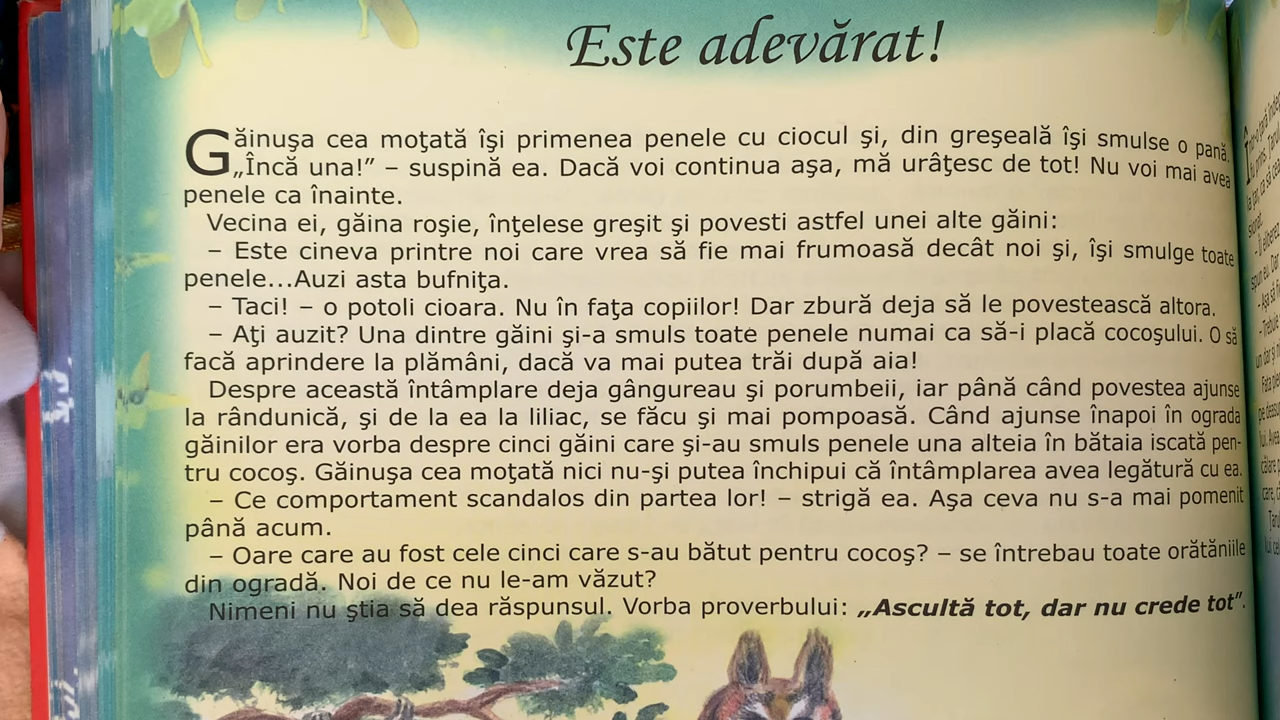 Este adevărat!
Găinuşa cea moţată îşi primenea penele cu ciocul şi, din greşeală îşi smulse o pană.
„Încă una!” – suspină ea. Dacă voi continua aşa, mă urâţesc de tot! Nu voi mai avea
penele ca înainte.
Vecina ei, găina roşie, înţelese greşit şi povesti astfel unei alte găini:
– Este cineva printre noi care vrea să fie mai frumoasă decât noi şi, îşi smulge toate
penele...Auzi asta bufniţa.
– Taci! – o potoli cioara. Nu în faţa copiilor! Dar zbură deja să le povestească altora.
– Aţi auzit? Una dintre găini şi-a smuls toate penele numai ca să-i placă cocoşului. O să
facă aprindere la plămâni, dacă va mai putea trăi după aia!
Despre această întâmplare deja gângureau şi porumbeii, iar până când povestea ajunse
la rândunică, şi de la ea la liliac, se făcu şi mai pompoasă. Când ajunse înapoi în ograda
găinilor era vorba despre cinci găini care şi-au smuls penele una alteia în bătaia iscată pen-
tru cocoş. Găinuşa cea moţată nici nu-şi putea închipui că întâmplarea avea legătură cu ea.
– Ce comportament scandalos din partea lor! – strigă ea. Aşa ceva nu s-a mai pomenit
până acum.
– Oare care au fost cele cinci care s-au bătut pentru cocoş? – se întrebau toate orătăniile
din ogradă. Noi de ce nu le-am văzut?
Nimeni nu ştia să dea răspunsul. Vorba proverbului: „Ascultă tot, dar nu crede tot”.